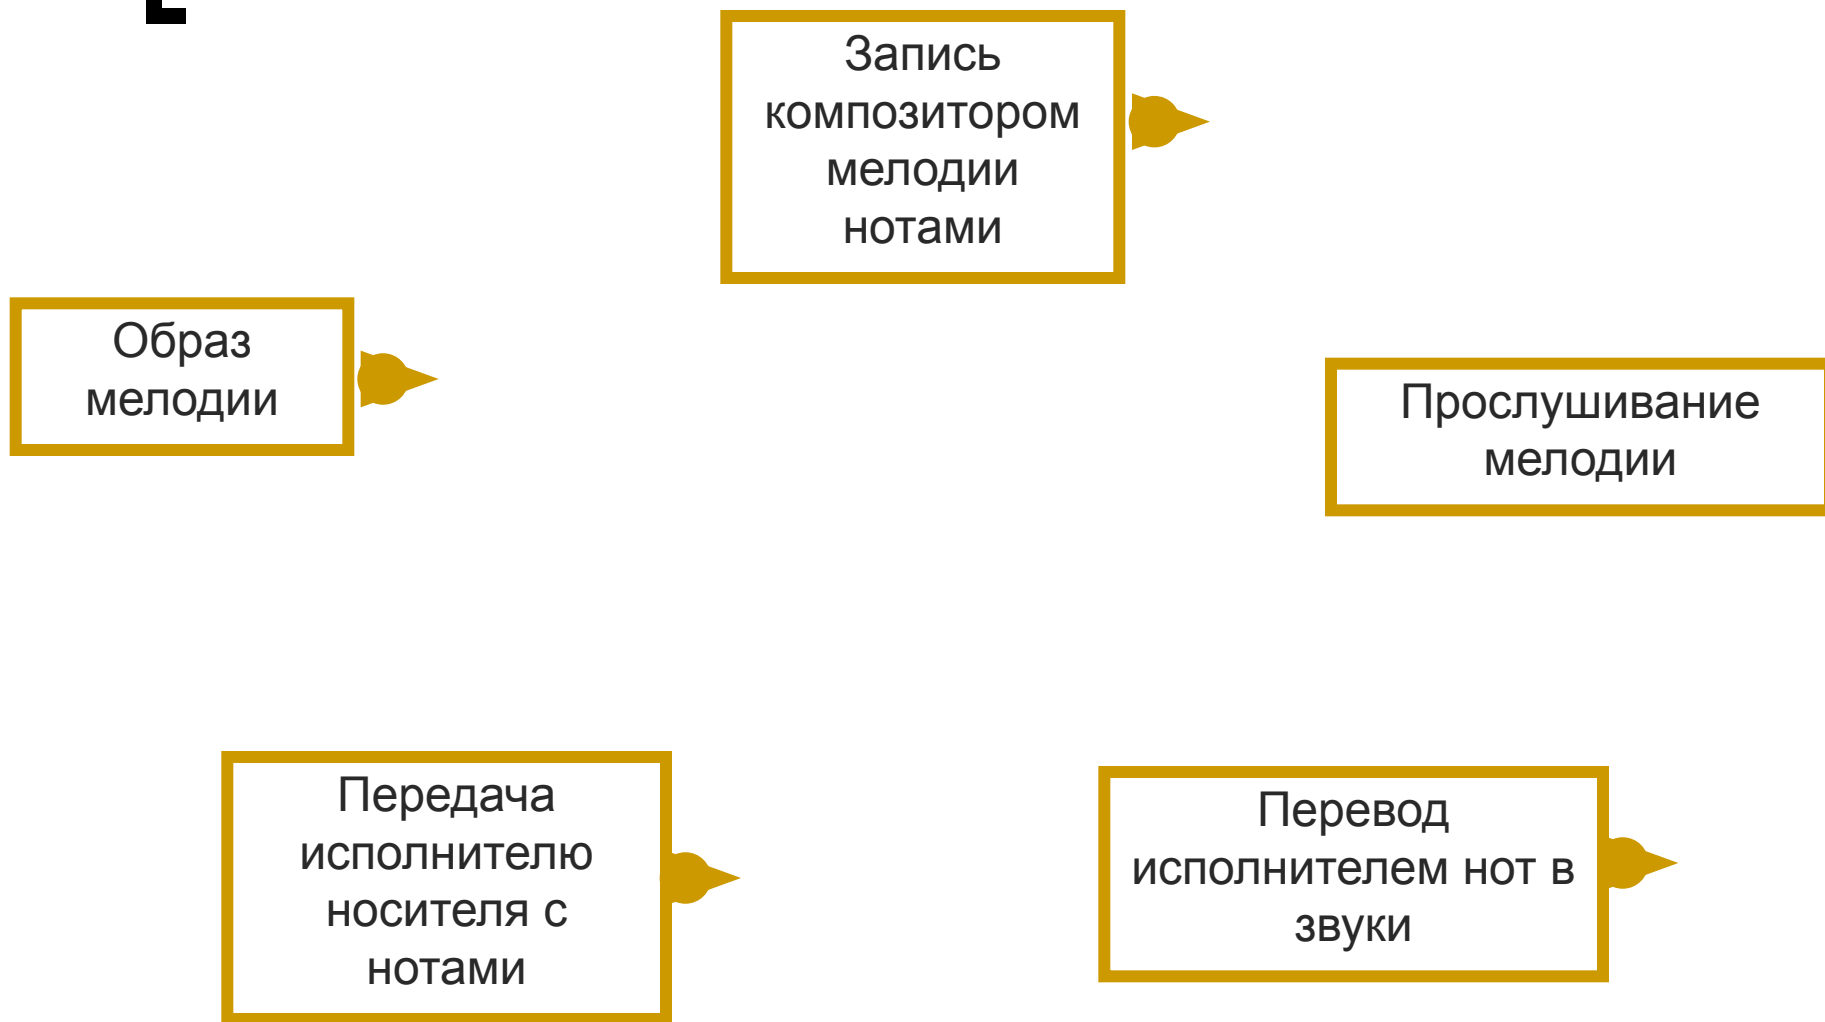 Запись
композитором
мелодии
нотами
Образ
мелодии
Прослушивание
мелодии
Передача
исполнителю
носителя с
нотами
Перевод
исполнителем нот в
звуки